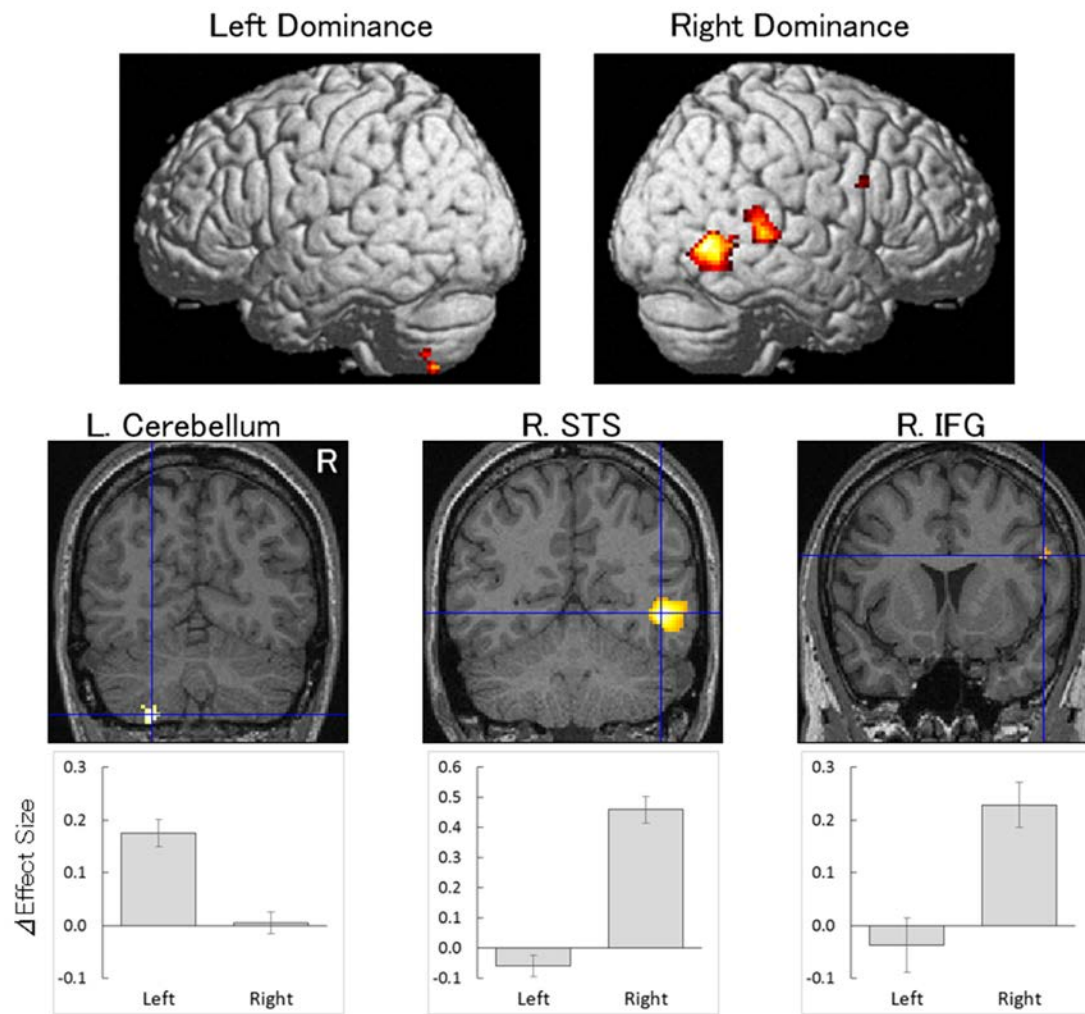 Left Dominance Right Dominance
L. Cerebellum R. STS R. IFG
R
0.3 0.6 0.3
0.5
0.2 0.4 0.2
0.3
0.1 0.2 0.1
0.1
0.0 0.0 0.0
-0.1 -0.1 -0.1
ΔEffect Size
Left Right Left Right Left Right